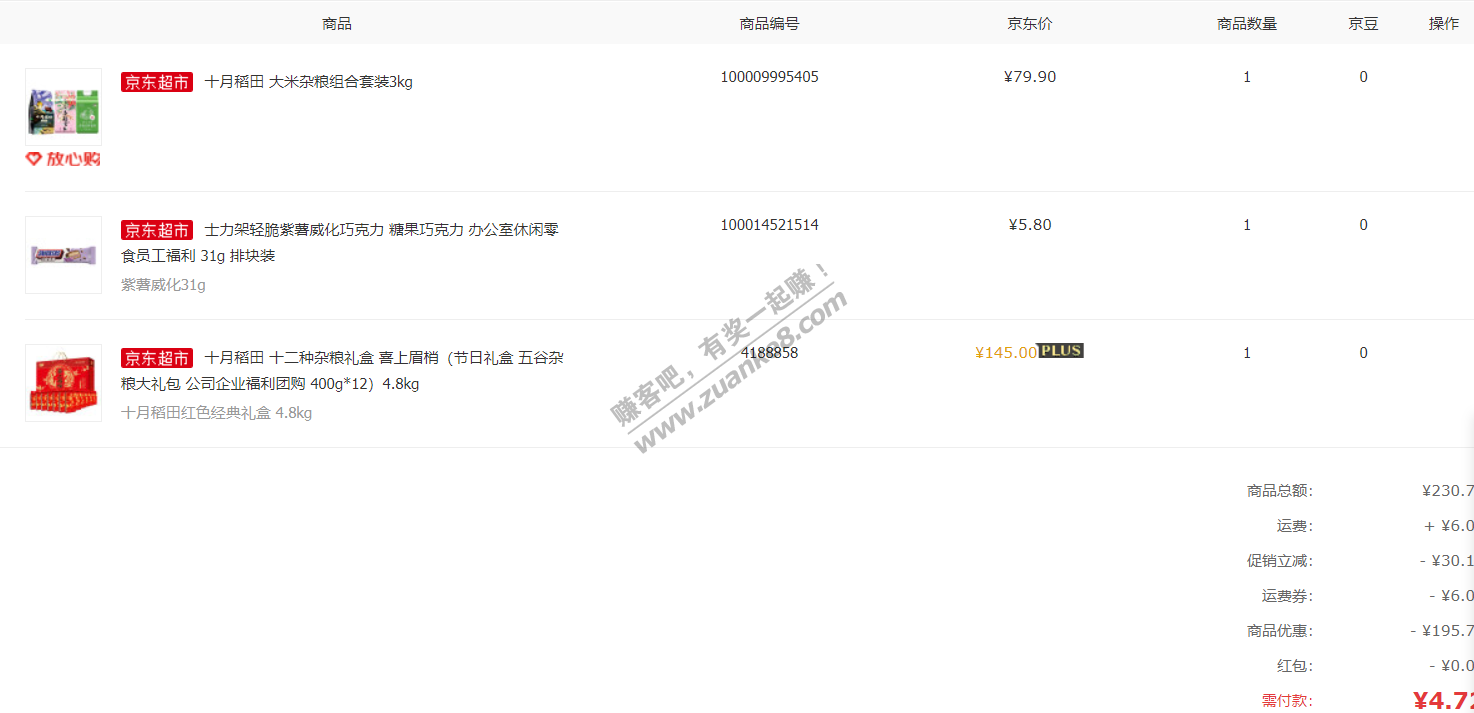 商品 商品编号 京东价 商品数量 京豆 操作
京东超市 十月稻田 大米杂粮组合套装3kg 100009995405 ¥79.90 1 0
放心购
京东超市 士力架轻脆紫薯威化巧克力 糖果巧克力 办公室休闲零 100014521514 ¥5.80 1 0
食员工福利 31g 排块装
紫薯威化31g
京东超市 十月稻田 十二种杂粮礼盒 喜上眉梢（节日礼盒 五谷杂 4188858 ¥145.00 PLUS 1 0
粮大礼包 公司企业福利团购 400g*12）4.8kg
十月稻田红色经典礼盒 4.8kg
赚客吧，有奖一起赚！
www.zuanke8.com
商品总额： ¥230.7
运费： + ¥6.0
促销立减： - ¥30.1
运费券： - ¥6.0
商品优惠： - ¥195.7
红包： - ¥0.0
需付款： ¥4.72